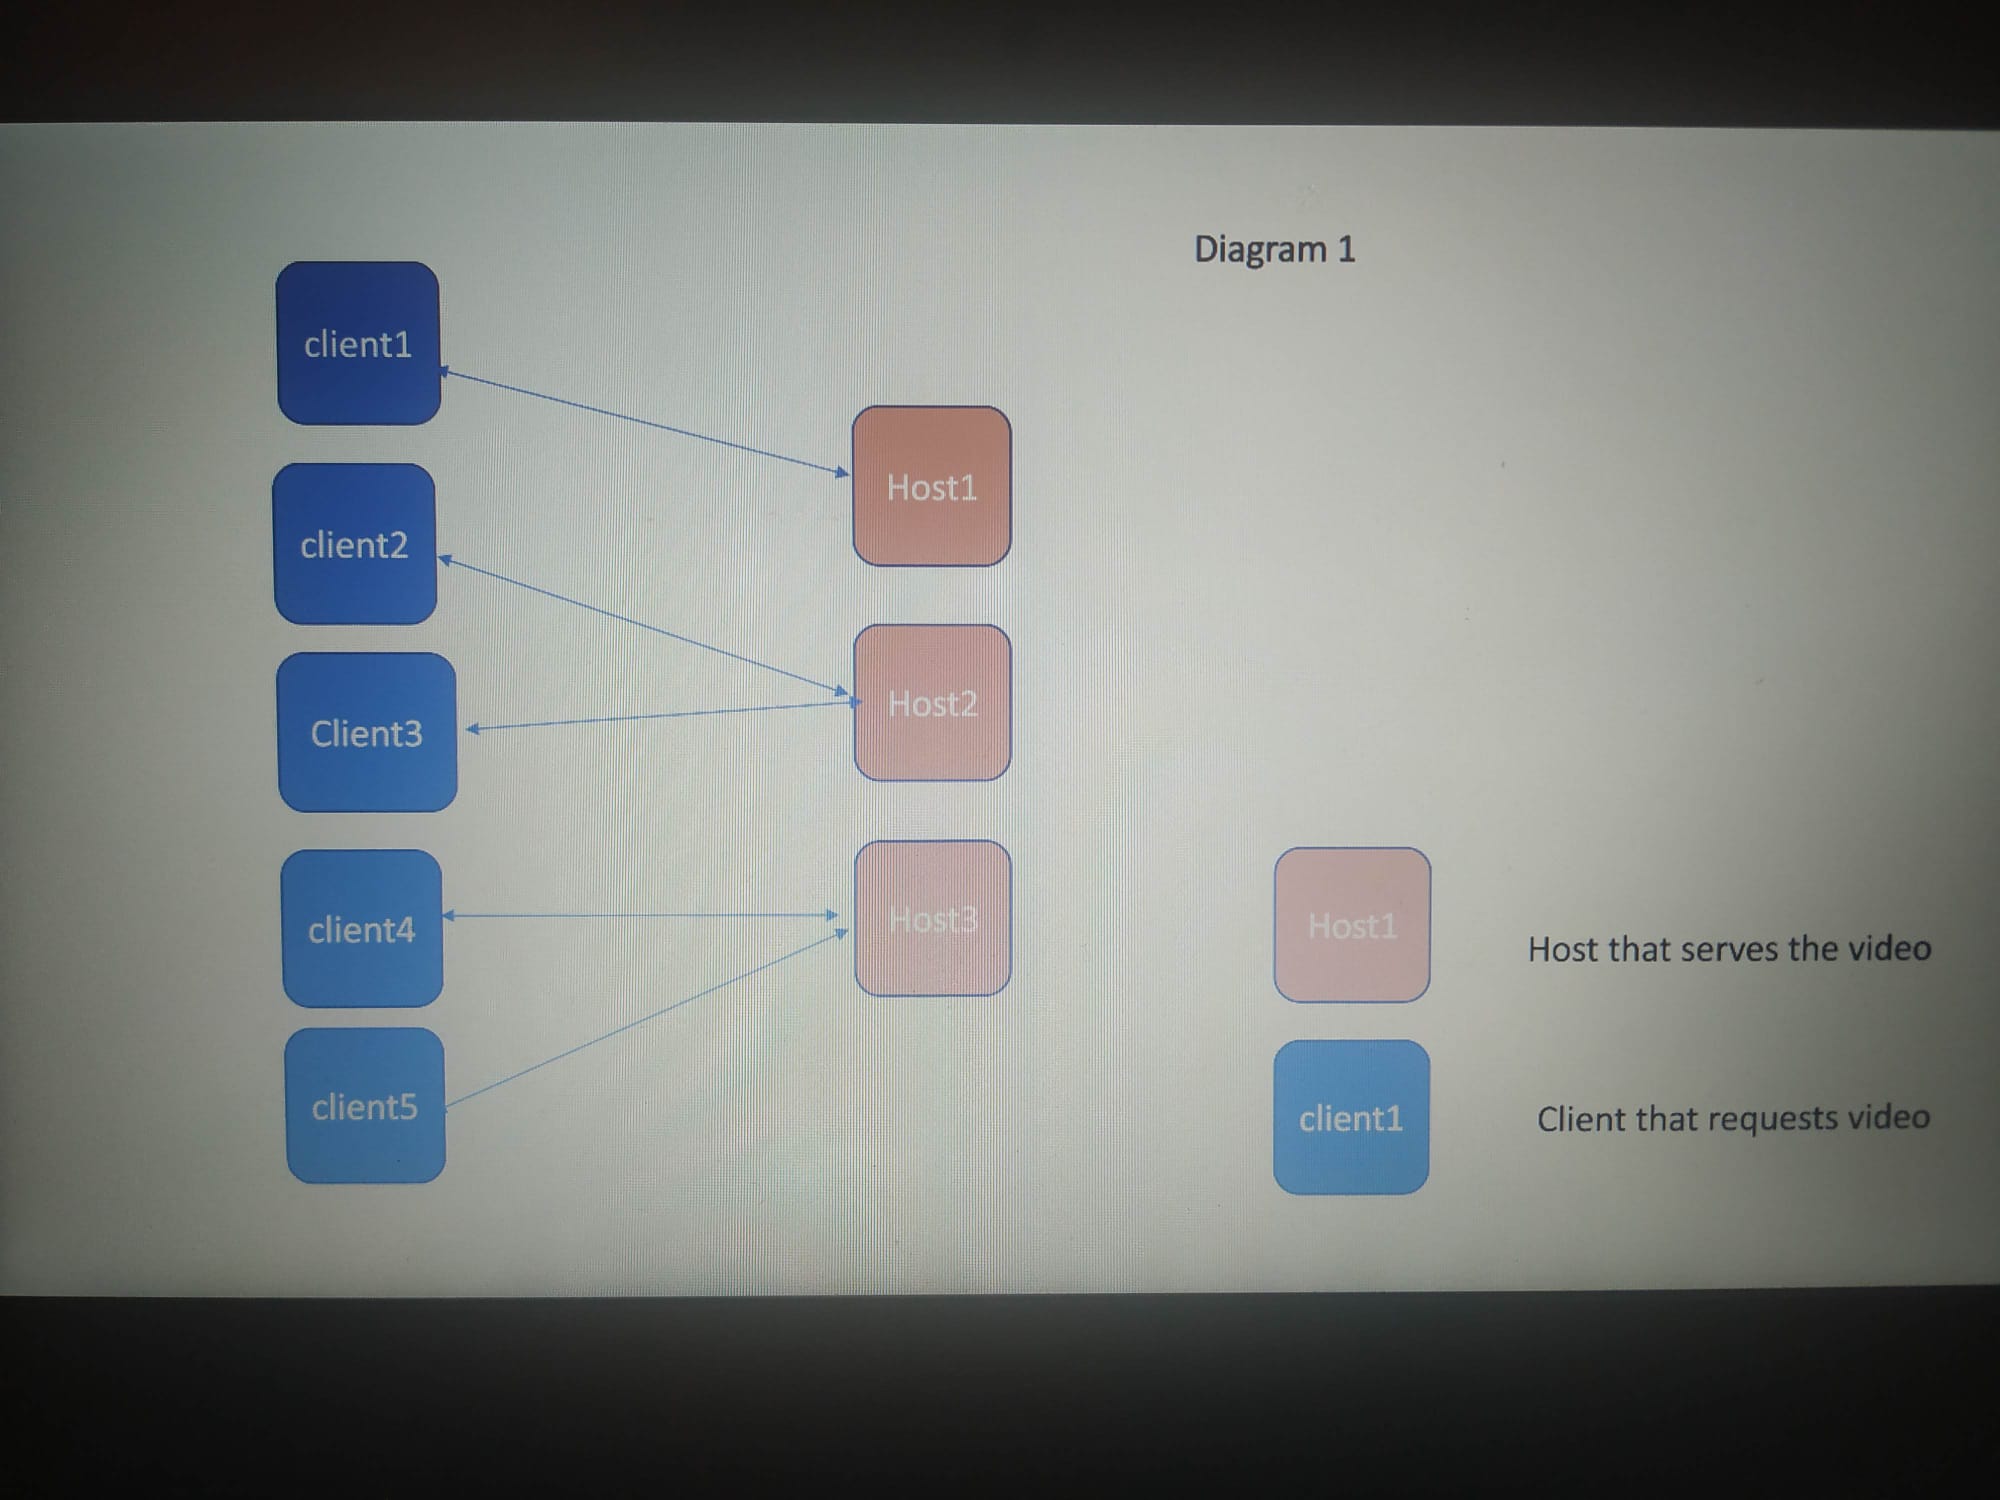 Diagram 1
client1
Host1
client2
Host2
Client3
Host3
client4
client5
Host1
Host that serves the video
client1
Client that requests video